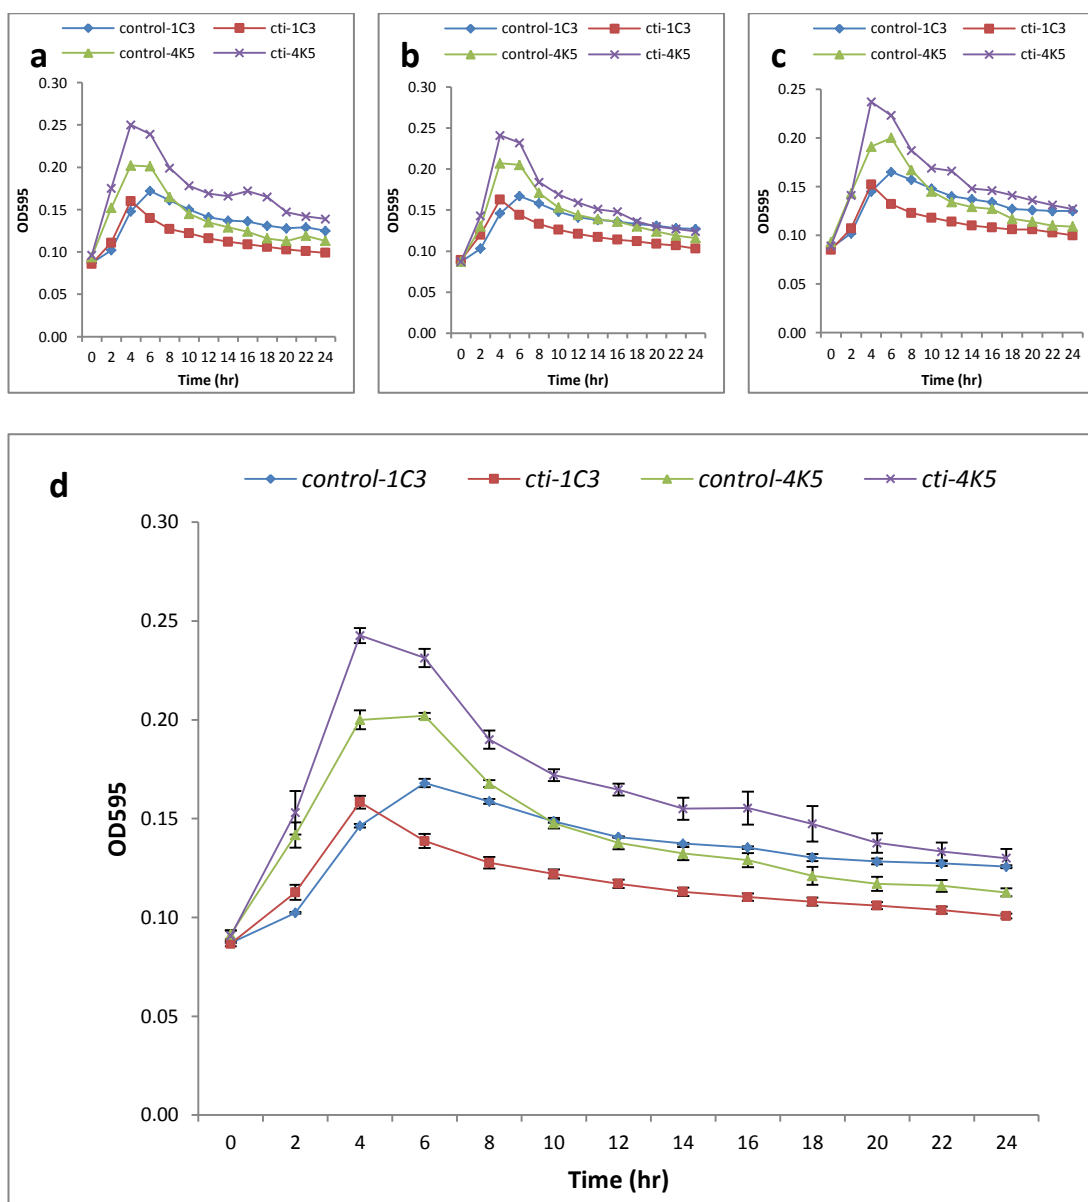 a
control-1C3 cti-1C3
control-4K5 cti-4K5
0.30
0.25
0.20
0.15
0.10
0.05
0.00
OD595
0 2 4 6 8 10 12 14 16 18 20 22 24
Time (hr)
b
control-1C3 cti-1C3
control-4K5 cti-4K5
0.30
0.25
0.20
0.15
0.10
0.05
0.00
OD595
0 2 4 6 8 10 12 14 16 18 20 22 24
Time (hr)
c
control-1C3 cti-1C3
control-4K5 cti-4K5
0.25
0.20
0.15
0.10
0.05
0.00
OD595
0 2 4 6 8 10 12 14 16 18 20 22 24
Time (hr)
d
control-1C3 cti-1C3 control-4K5 cti-4K5
0.30
0.25
0.20
0.15
0.10
0.05
0.00
OD595
0 2 4 6 8 10 12 14 16 18 20 22 24
Time (hr)